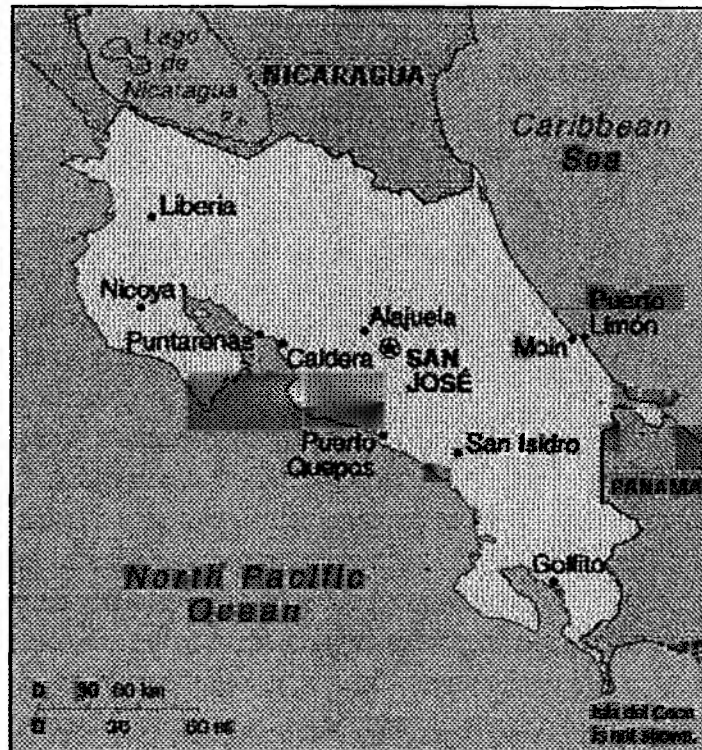 Lago
de
Nicaragua
NICARAGUA
Caribbean
Sea
Liberia
Nicoya
Puntarenas
Caldera
Alajuela
SAN
JOSÉ
Puerto
Limón
Moin
Puerto
Quepos
San Isidro
PANAMA
Golfito
North Pacific
Ocean
0 30 60 km
0 30 60 mi
Isla del Coco
is not shown.